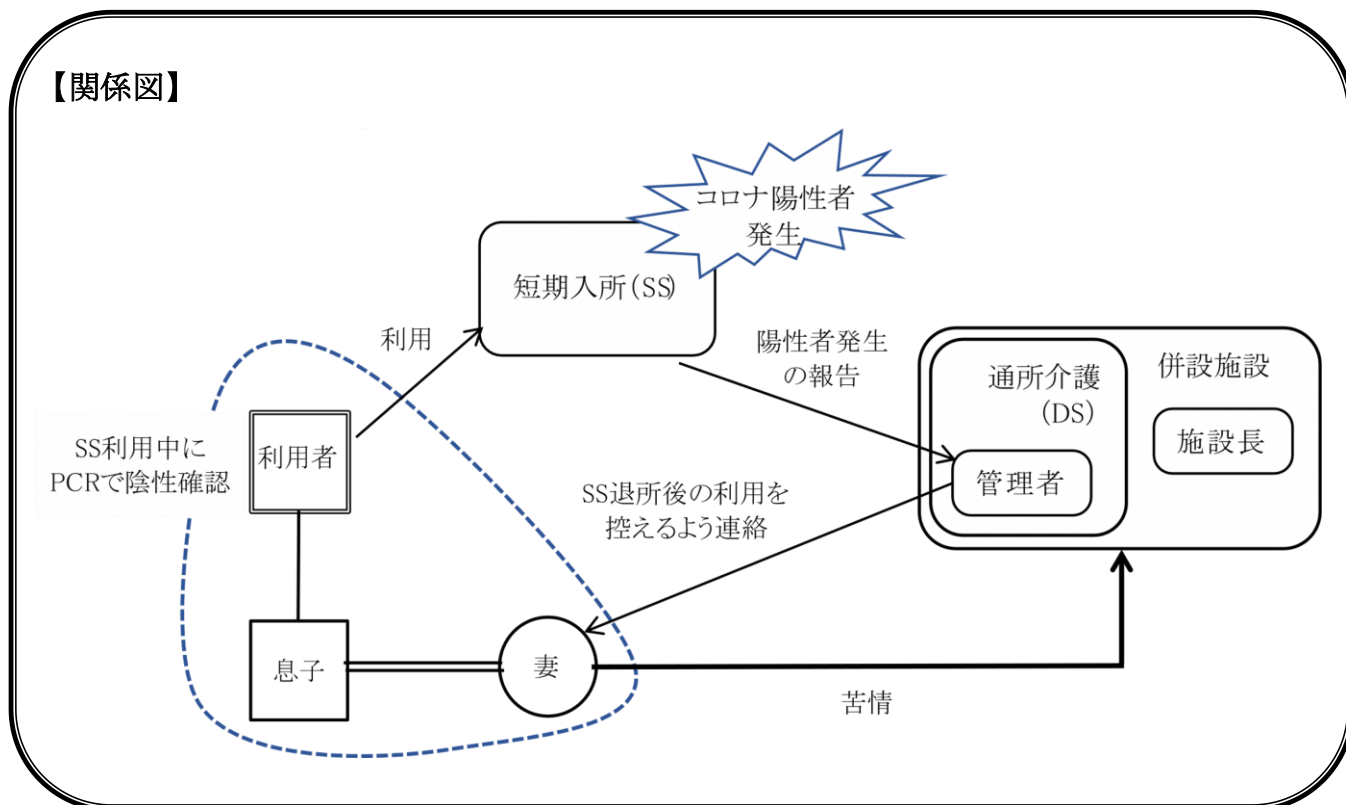 【関係図】
コロナ陽性者
発生
短期入所(SS)
利用
陽性者発生
の報告
通所介護
(DS)
併設施設
施設長
管理者
SS利用中に
PCRで陰性確認
利用者
SS退所後の利用を
控えるよう連絡
息子
妻
苦情